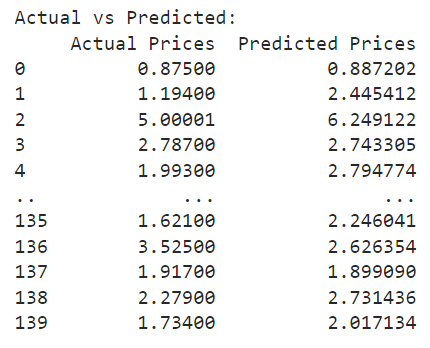 Actual vs Predicted:
Actual Prices Predicted Prices
0 0.87500 0.887202
1 1.19400 2.445412
2 5.00001 6.249122
3 2.78700 2.743305
4 1.99300 2.794774
.. ... ...
135 1.62100 2.246041
136 3.52500 2.626354
137 1.91700 1.899090
138 2.27900 2.731436
139 1.73400 2.017134